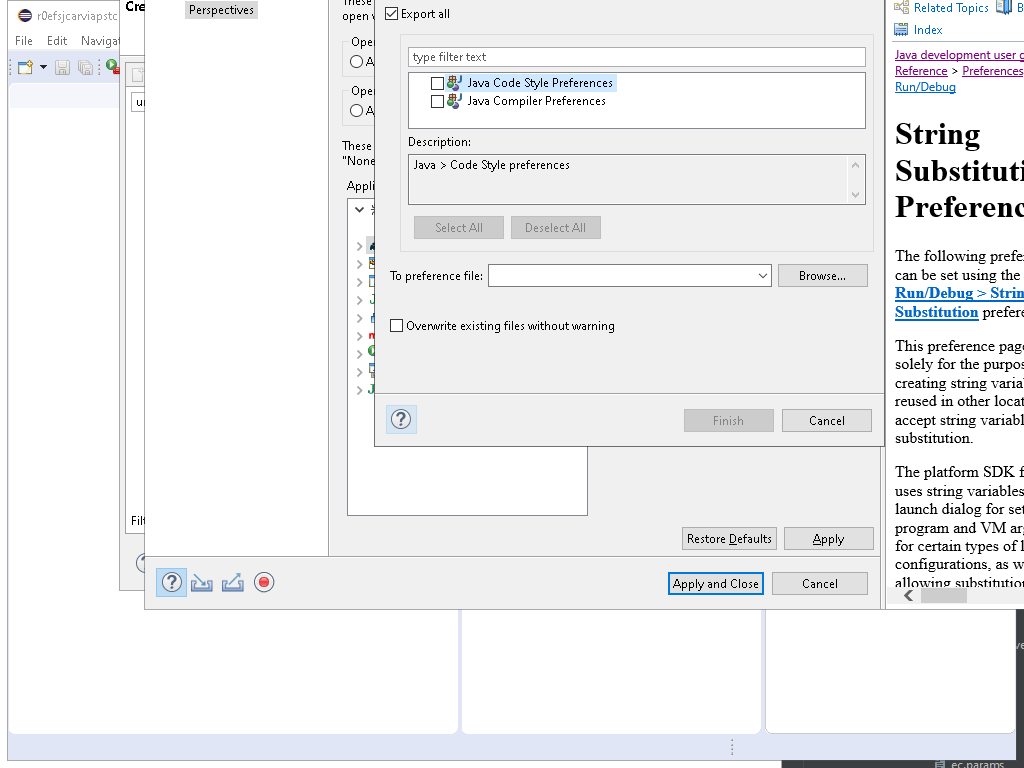 r0efsjcarviapstc
File Edit Navigat
Cre
Filt
Perspectives
These
open v
Oper
A
Oper
A
These
"None
Appli
Export all
type filter text
Java Code Style Preferences
Java Compiler Preferences
Description:
Java > Code Style preferences
Select All Deselect All
To preference file: Browse...
Overwrite existing files without warning
? Finish Cancel
Restore Defaults Apply
? Apply and Close Cancel
Related Topics B
Index
Java development user g
Reference > Preferences
Run/Debug
String
Substituti
Preferenc
The following prefe
can be set using the
Run/Debug > Strin
Substitution prefere
This preference page
solely for the purpos
creating string varia
reused in other locat
accept string variabl
substitution.
The platform SDK f
uses string variables
launch dialog for set
program and VM arg
for certain types of l
configurations, as w
allowing substitution
ec.params